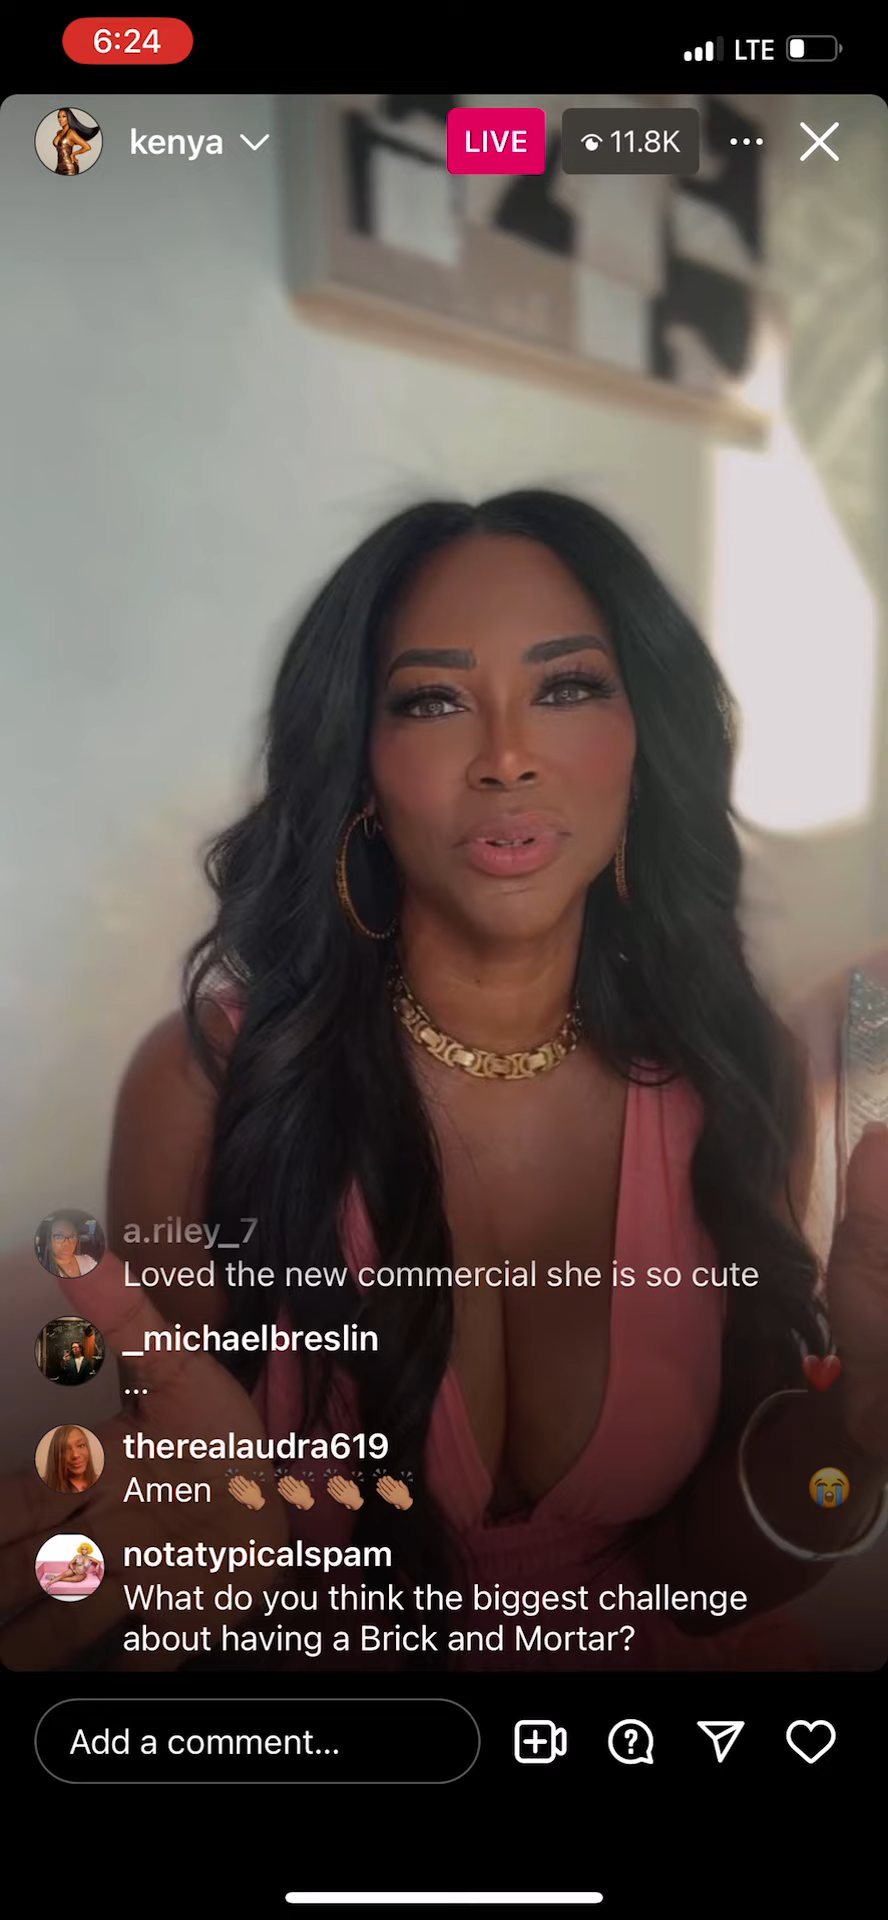 6:24
LTE
kenya
LIVE
11.8K
a.riley_7
Loved the new commercial she is so cute
_michaelbreslin
...
therealaudra619
Amen 👏🏼👏🏼👏🏼👏🏼
notatypicalspam
What do you think the biggest challenge
about having a Brick and Mortar?
Add a comment...